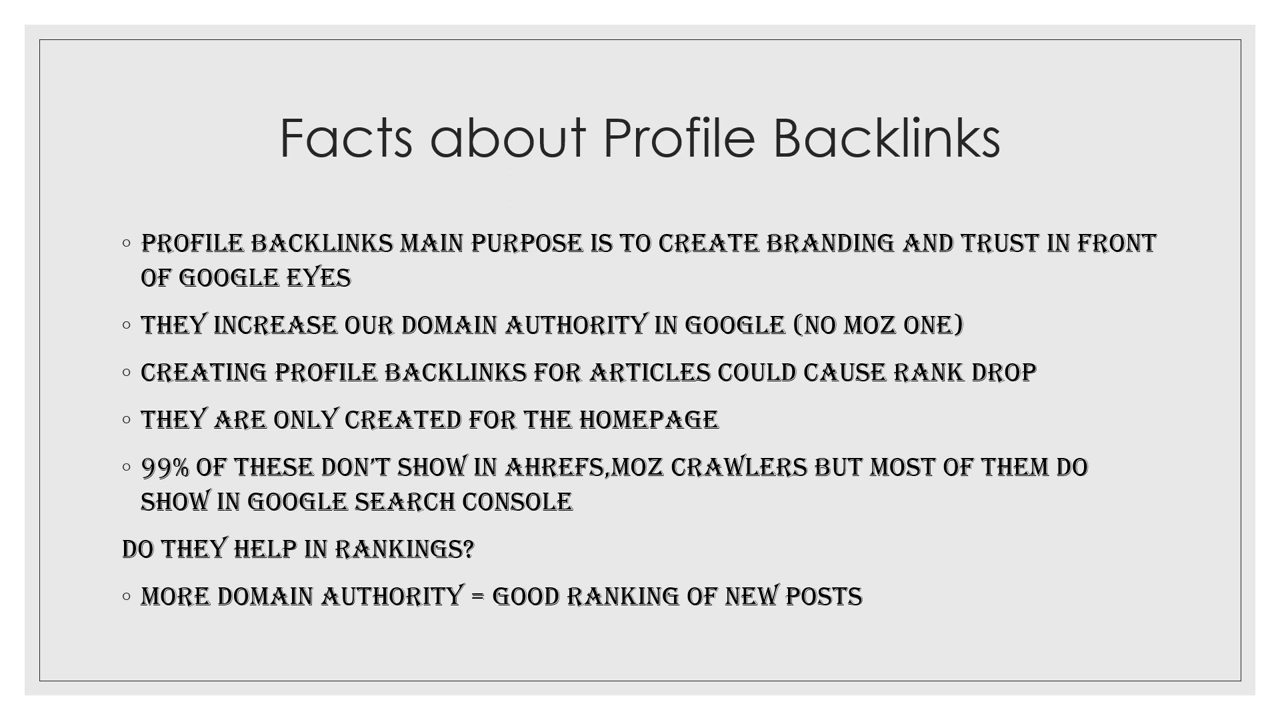 Facts about Profile Backlinks
◦ PROFILE BACKLINKS MAIN PURPOSE IS TO CREATE BRANDING AND TRUST IN FRONT
OF GOOGLE EYES
◦ THEY INCREASE OUR DOMAIN AUTHORITY IN GOOGLE (NO MOZ ONE)
◦ CREATING PROFILE BACKLINKS FOR ARTICLES COULD CAUSE RANK DROP
◦ THEY ARE ONLY CREATED FOR THE HOMEPAGE
◦ 99% OF THESE DON'T SHOW IN AHREFS,MOZ CRAWLERS BUT MOST OF THEM DO
SHOW IN GOOGLE SEARCH CONSOLE
DO THEY HELP IN RANKINGS?
◦ MORE DOMAIN AUTHORITY = GOOD RANKING OF NEW POSTS